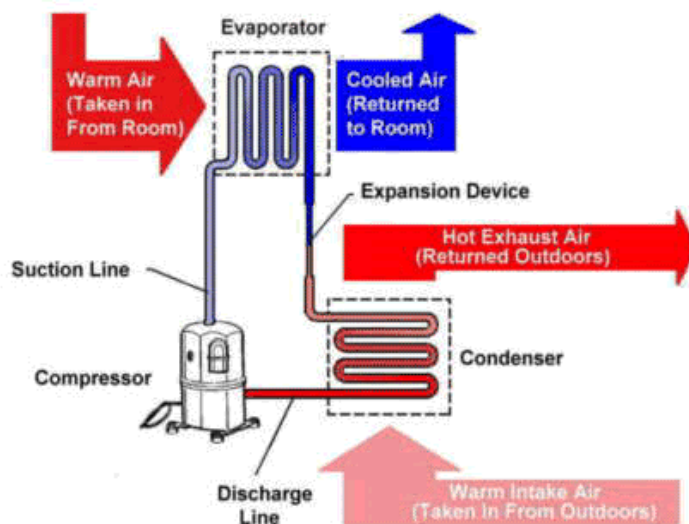 Evaporator
Warm Air
(Taken in
From Room)
Cooled Air
(Returned
to Room)
Expansion Device
Hot Exhaust Air
(Returned Outdoors)
Suction Line
Condenser
Compressor
Discharge
Line
Warm Intake Air
(Taken In From Outdoors)